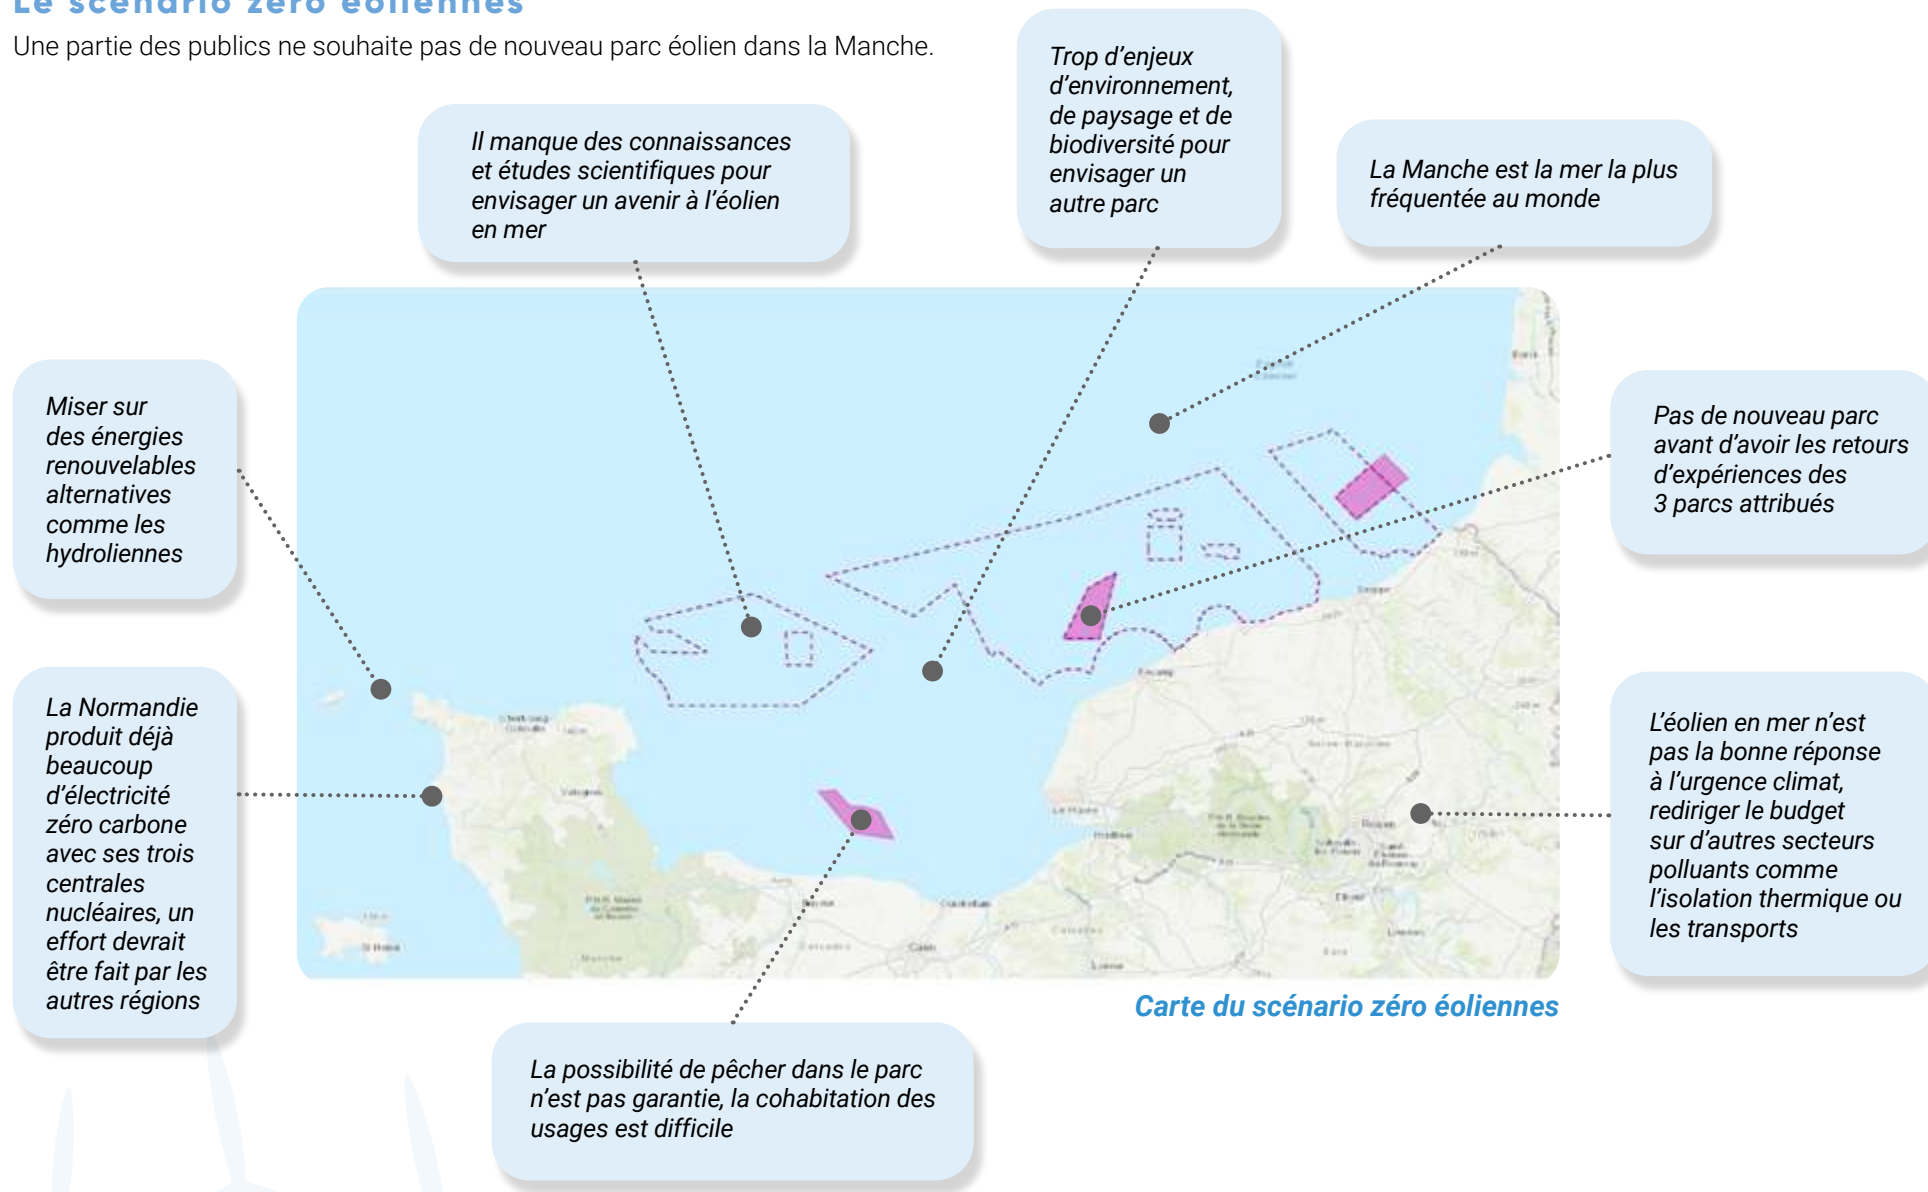 Le scénario zéro éoliennes
Une partie des publics ne souhaite pas de nouveau parc éolien dans la Manche.
Trop d'enjeux
d'environnement,
de paysage et de
biodiversité pour
envisager un
autre parc
Il manque des connaissances
et études scientifiques pour
envisager un avenir à l'éolien
en mer
La Manche est la mer la plus
fréquentée au monde
Miser sur
des énergies
renouvelables
alternatives
comme les
hydroliennes
Pas de nouveau parc
avant d'avoir les retours
d'expériences des
3 parcs attribués
La Normandie
produit déjà
beaucoup
d'électricité
zéro carbone
avec ses trois
centrales
nucléaires, un
effort devrait
être fait par les
autres régions
L'éolien en mer n'est
pas la bonne réponse
à l'urgence climat,
rediriger le budget
sur d'autres secteurs
polluants comme
l'isolation thermique ou
les transports
Dieppe
Fécamp
Valognes
Le Havre
Rouen
Caen
Carte du scénario zéro éoliennes
La possibilité de pêcher dans le parc
n'est pas garantie, la cohabitation des
usages est difficile